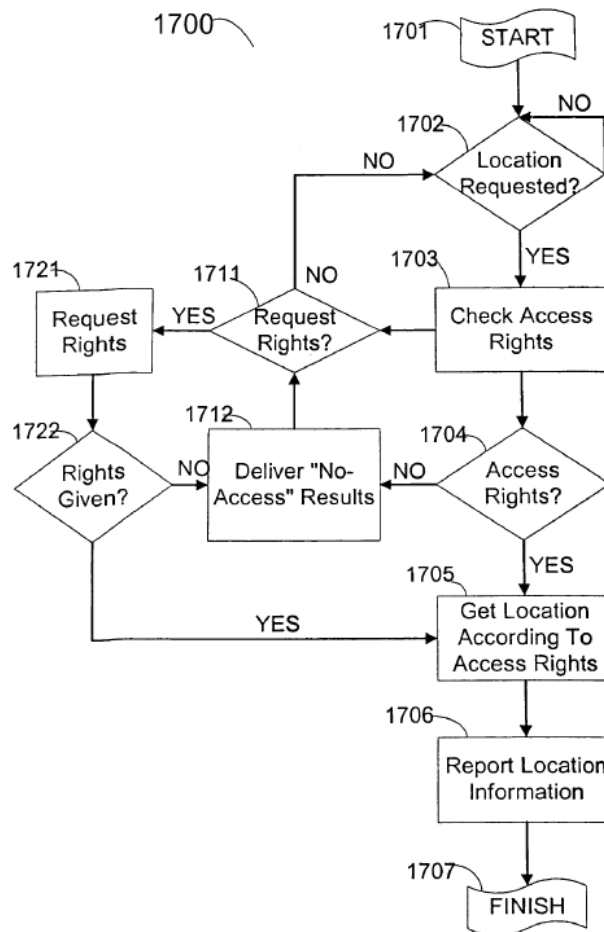 1700
1701
START
NO
1702
Location
Requested?
NO
YES
1703
Check Access
Rights
1711
NO
Request
Rights?
YES
1721
Request
Rights
1722
Rights
Given?
NO
1712
Deliver "No-
Access" Results
NO
1704
Access
Rights?
YES
1705
Get Location
According To
Access Rights
YES
1706
Report Location
Information
1707
FINISH